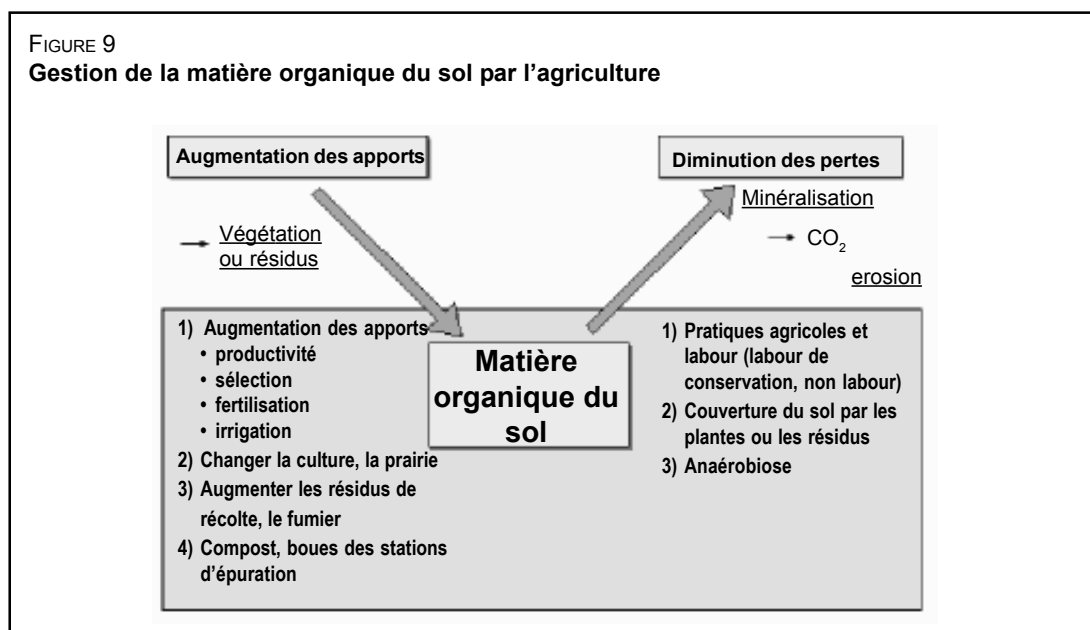 FIGURE 9
Gestion de la matière organique du sol par l’agriculture
Augmentation des apports
Diminution des pertes
→ Végétation
ou résidus
Minéralisation
→ CO2
erosion
1) Augmentation des apports
• productivité
• sélection
• fertilisation
• irrigation
2) Changer la culture, la prairie
3) Augmenter les résidus de
récolte, le fumier
4) Compost, boues des stations
d’épuration
Matière
organique du
sol
1) Pratiques agricoles et
labour (labour de
conservation, non labour)
2) Couverture du sol par les
plantes ou les résidus
3) Anaérobiose